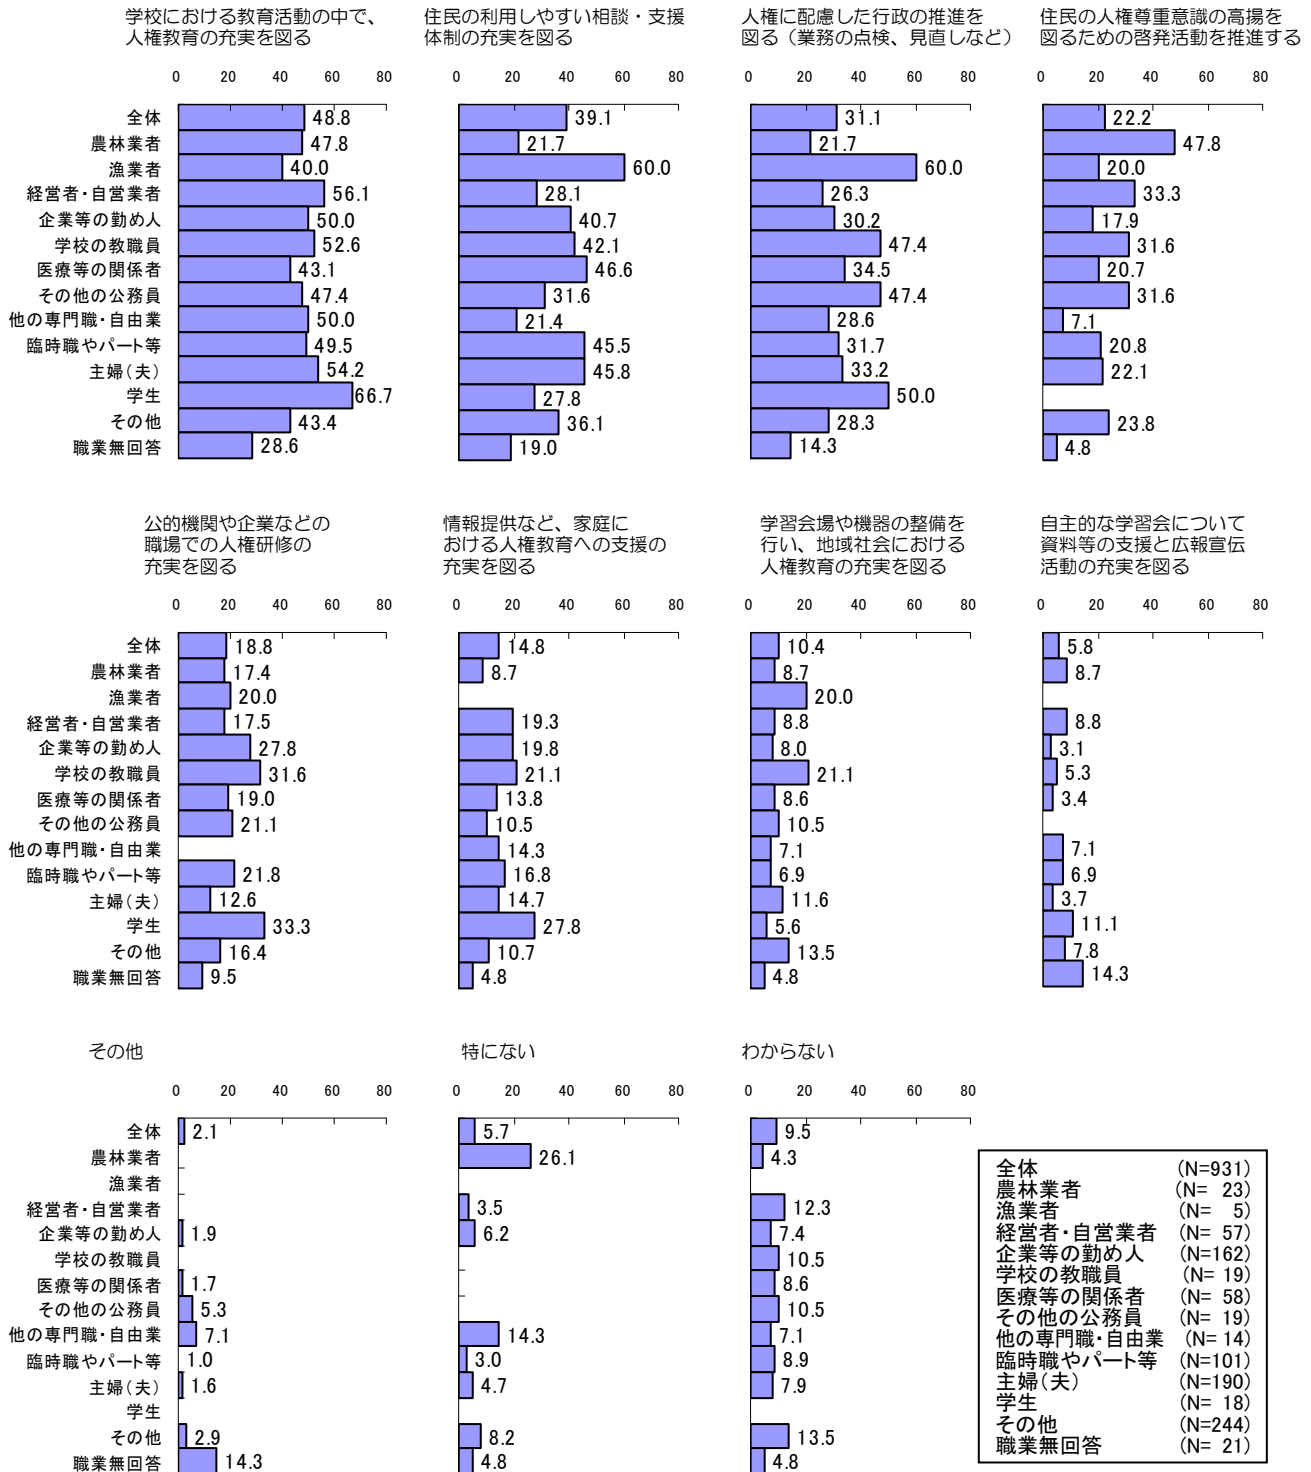 学校における教育活動の中で、
人権教育の充実を図る
住民の利用しやすい相談・支援
体制の充実を図る
人権に配慮した行政の推進を
図る（業務の点検、見直しなど）
住民の人権尊重意識の高揚を
図るための啓発活動を推進する
0 20 40 60 80 0 20 40 60 80 0 20 40 60 80 0 20 40 60 80
全体 48.8 39.1 31.1 22.2
農林業者 47.8 21.7 21.7 47.8
漁業者 40.0 60.0 60.0 20.0
経営者・自営業者 56.1 28.1 26.3 33.3
企業等の勤め人 50.0 40.7 30.2 17.9
学校の教職員 52.6 42.1 47.4 31.6
医療等の関係者 43.1 46.6 34.5 20.7
その他の公務員 47.4 31.6 47.4 31.6
他の専門職・自由業 50.0 21.4 28.6 7.1
臨時職やパート等 49.5 45.5 31.7 20.8
主婦(夫) 54.2 45.8 33.2 22.1
学生 66.7 27.8 50.0
その他 43.4 36.1 28.3 23.8
職業無回答 28.6 19.0 14.3 4.8
公的機関や企業などの
職場での人権研修の
充実を図る
情報提供など、家庭に
おける人権教育への支援の
充実を図る
学習会場や機器の整備を
行い、地域社会における
人権教育の充実を図る
自主的な学習会について
資料等の支援と広報宣伝
活動の充実を図る
0 20 40 60 80 0 20 40 60 80 0 20 40 60 80 0 20 40 60 80
全体 18.8 14.8 10.4 5.8
農林業者 17.4 8.7 8.7 8.7
漁業者 20.0 20.0
経営者・自営業者 17.5 19.3 8.8 8.8
企業等の勤め人 27.8 19.8 8.0 3.1
学校の教職員 31.6 21.1 21.1 5.3
医療等の関係者 19.0 13.8 8.6 3.4
その他の公務員 21.1 10.5 10.5
他の専門職・自由業 14.3 7.1 7.1
臨時職やパート等 21.8 16.8 6.9 6.9
主婦(夫) 12.6 14.7 11.6 3.7
学生 33.3 27.8 5.6 11.1
その他 16.4 10.7 13.5 7.8
職業無回答 9.5 4.8 4.8 14.3
その他
特にない
わからない
0 20 40 60 80 0 20 40 60 80 0 20 40 60 80
全体 2.1 5.7 9.5
農林業者 26.1 4.3
漁業者
経営者・自営業者 3.5 12.3
企業等の勤め人 1.9 6.2 7.4
学校の教職員 10.5
医療等の関係者 1.7 8.6
その他の公務員 5.3 10.5
他の専門職・自由業 7.1 14.3 7.1
臨時職やパート等 1.0 3.0 8.9
主婦(夫) 1.6 4.7 7.9
学生
その他 2.9 8.2 13.5
職業無回答 14.3 4.8 4.8
全体 (N=931)
農林業者 (N= 23)
漁業者 (N= 5)
経営者・自営業者 (N= 57)
企業等の勤め人 (N=162)
学校の教職員 (N= 19)
医療等の関係者 (N= 58)
その他の公務員 (N= 19)
他の専門職・自由業 (N= 14)
臨時職やパート等 (N=101)
主婦(夫) (N=190)
学生 (N= 18)
その他 (N=244)
職業無回答 (N= 21)